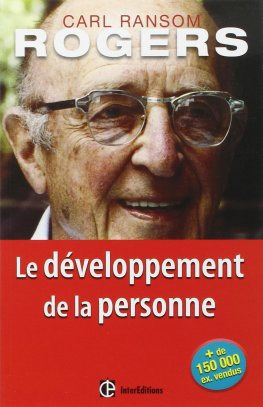 CARL RANSOM
ROGERS
Le développement
de la personne
+ de
150 000
ex. vendus
InterEditions